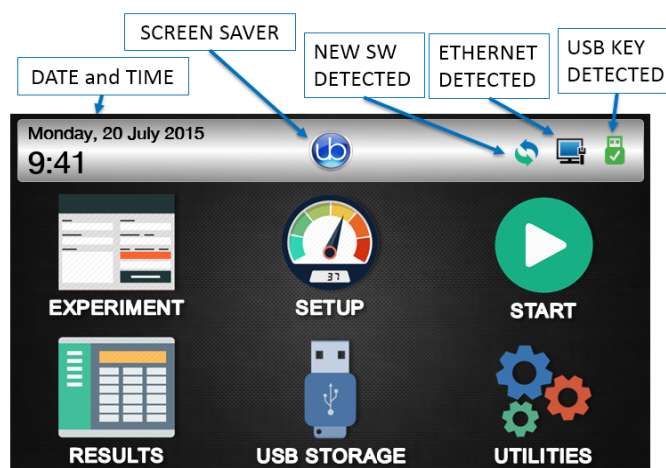 SCREEN SAVER
NEW SW
DETECTED
ETHERNET
DETECTED
USB KEY
DETECTED
DATE and TIME
Monday, 20 July 2015
9:41
ub
37
EXPERIMENT
SETUP
START
RESULTS
USB STORAGE
UTILITIES